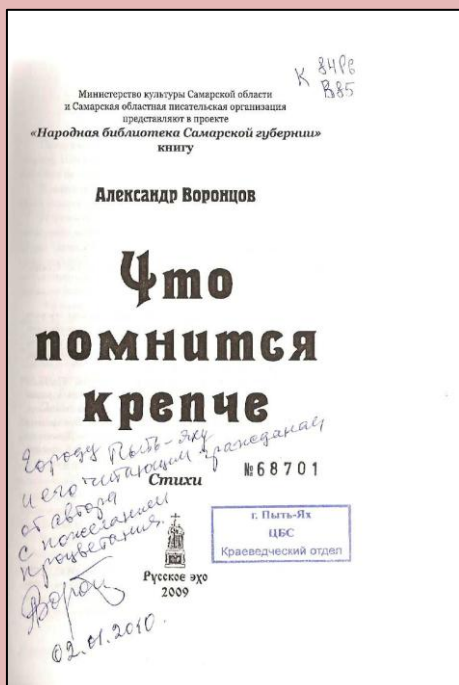 К 84Р6
В85
Министерство культуры Самарской области
и Самарская областная писательская организация
представляют в проекте
«Народная библиотека Самарской губернии»
книгу
Александр Воронцов
Что
помнится
крепче
Городу Пыть-Яху
и его читающим гражданам
от автора
с пожеланием
процветания.
02.01.2010.
Стихи
№68701
г. Пыть-Ях
ЦБС
Краеведческий отдел
Русское эхо
2009